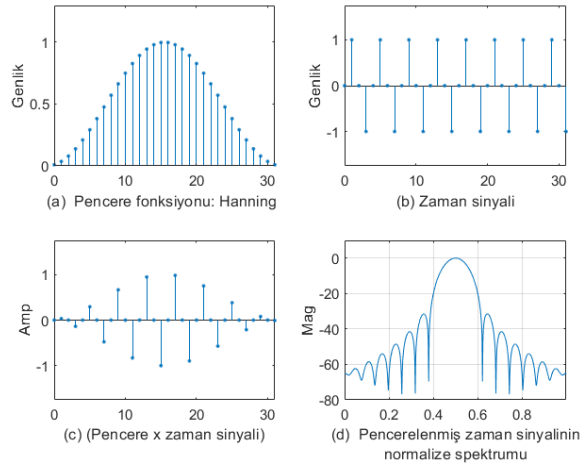 1
0.5
0
Genlik
0 10 20 30
(a) Pencere fonksiyonu: Hanning
1
0
-1
Genlik
0 10 20 30
(b) Zaman sinyali
1
0
-1
Amp
0 10 20 30
(c) (Pencere x zaman sinyali)
0
-20
-40
-60
-80
Mag
0 0.2 0.4 0.6 0.8
(d) Pencerelenmiş zaman sinyalinin
normalize spektrumu